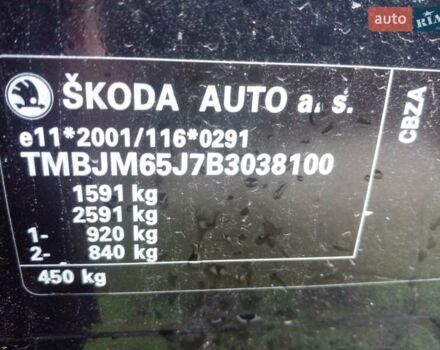 auto RIA
ŠKODA AUTO a. s.
e11*2001/116*0291
TMBJM65J7B3038100
1591 kg
2591 kg
1- 920 kg
2- 840 kg
450 kg
CBZA